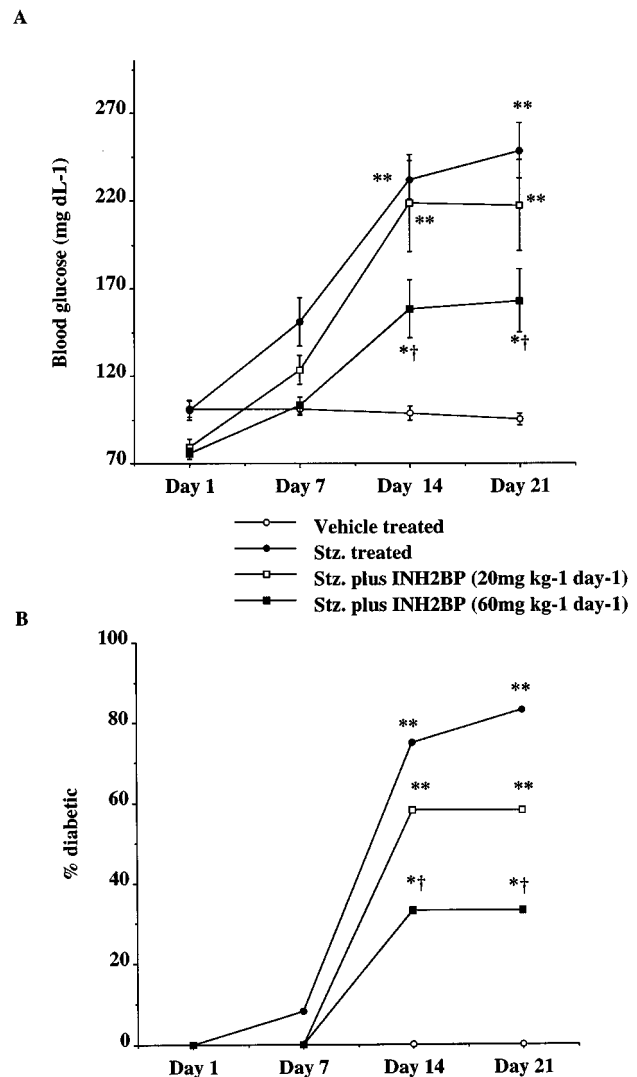 A
Blood glucose (mg dL-1)
270
220
170
120
70
**
**
**
**
*†
*†
Day 1 Day 7 Day 14 Day 21
Vehicle treated
Stz. treated
Stz. plus INH2BP (20mg kg-1 day-1)
Stz. plus INH2BP (60mg kg-1 day-1)
B
% diabetic
100
80
60
40
20
0
**
**
**
**
*†
*†
Day 1 Day 7 Day 14 Day 21